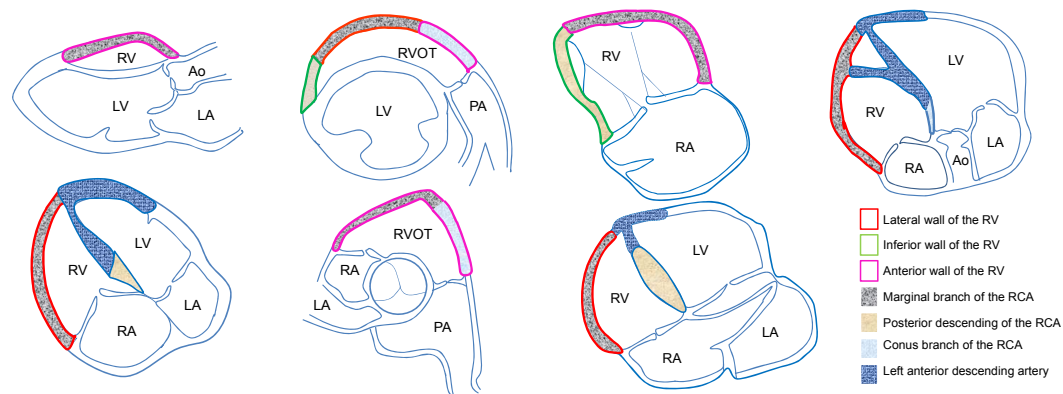 RV
Ao
LV
LA
RVOT
LV
PA
RV
RA
LV
RV
RA
Ao
LA
LV
RV
LA
RA
RVOT
RA
LA
PA
LV
RV
LA
RA
Lateral wall of the RV
Inferior wall of the RV
Anterior wall of the RV
Marginal branch of the RCA
Posterior descending of the RCA
Conus branch of the RCA
Left anterior descending artery